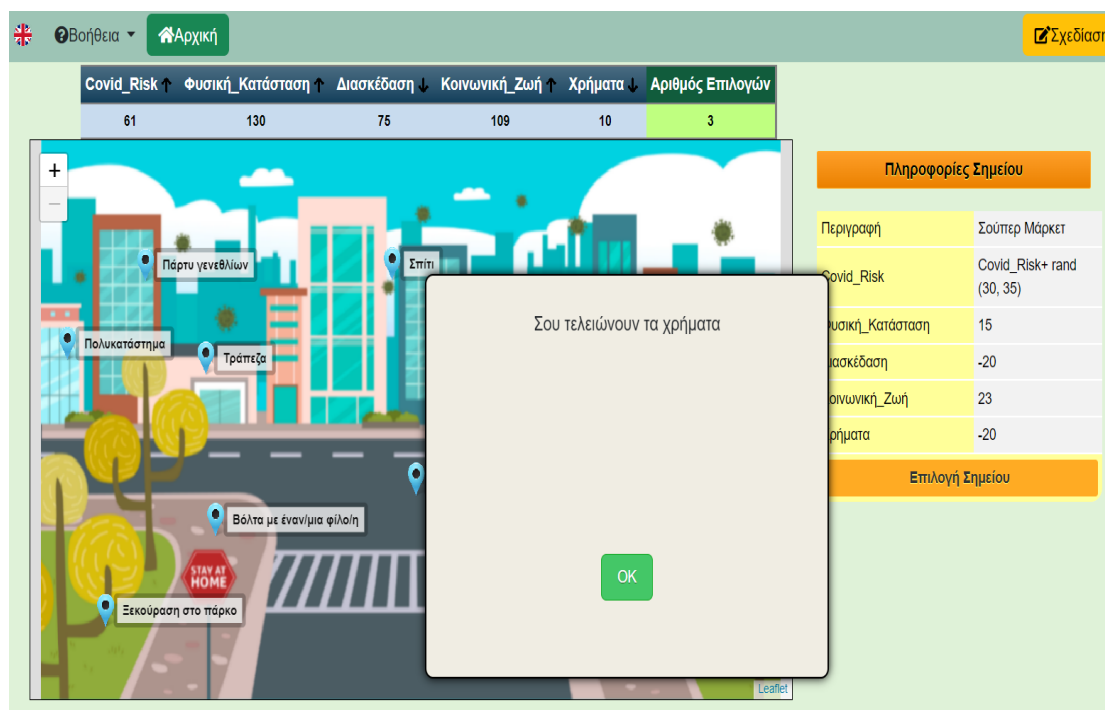 Βοήθεια
Αρχική
Σχεδίαση
Covid_Risk↑ Φυσική_Κατάσταση↑ Διασκέδαση↓ Κοινωνική_Ζωή↑ Χρήματα↓ Αριθμός Επιλογών
61 130 75 109 10 3
+
−
Πάρτυ γενεθλίων
Σπίτι
Πολυκατάστημα
Τράπεζα
Βόλτα με έναν/μια φίλο/η
STAY AT
HOME
Ξεκούραση στο πάρκο
Leaflet
Σου τελειώνουν τα χρήματα
OK
Πληροφορίες Σημείου
Περιγραφή Σούπερ Μάρκετ
Covid_Risk Covid_Risk+ rand
(30, 35)
υσική_Κατάσταση 15
ιασκέδαση -20
οινωνική_Ζωή 23
ρήματα -20
Επιλογή Σημείου